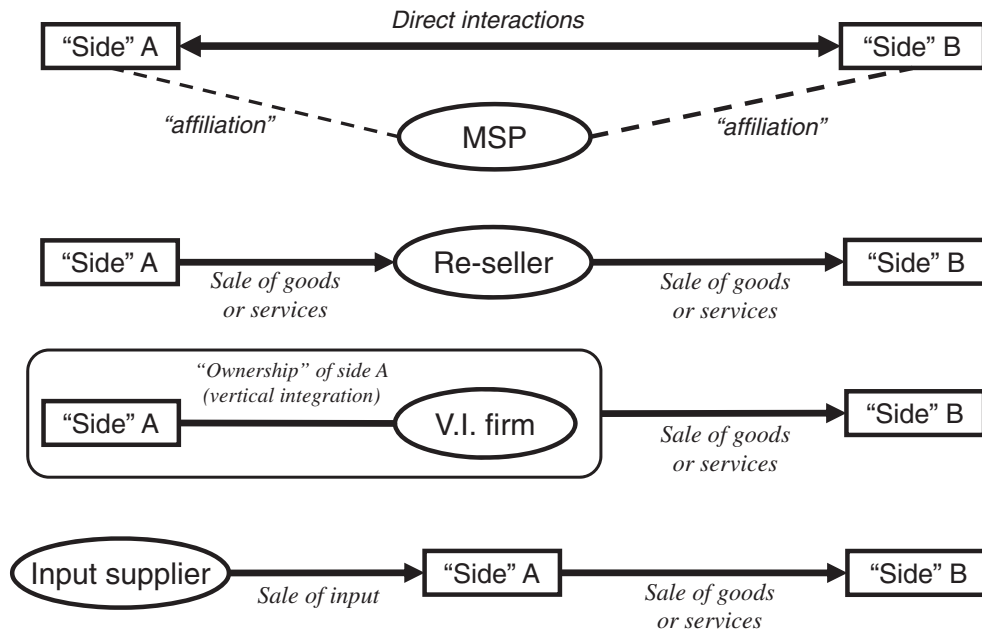 Direct interactions
“Side” A
“Side” B
“affiliation”
“affiliation”
MSP
“Side” A
Re-seller
“Side” B
Sale of goods
or services
Sale of goods
or services
“Ownership” of side A
(vertical integration)
“Side” A
V.I. firm
“Side” B
Sale of goods
or services
Input supplier
“Side” A
“Side” B
Sale of input
Sale of goods
or services